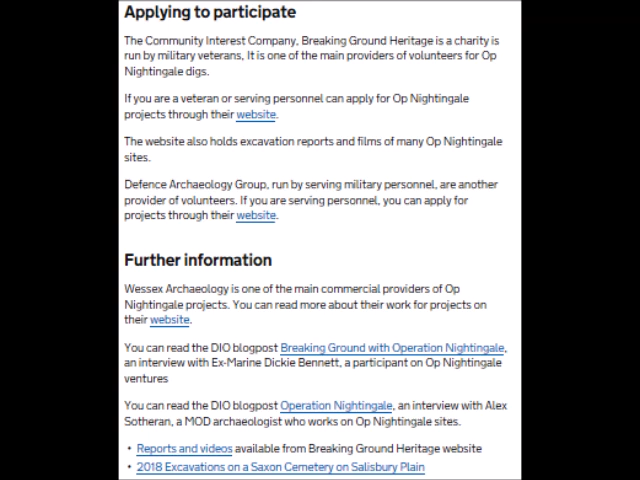 Applying to participate
The Community Interest Company, Breaking Ground Heritage is a charity is
run by military veterans, It is one of the main providers of volunteers for Op
Nightingale digs.
If you are a veteran or serving personnel can apply for Op Nightingale
projects through their website.
The website also holds excavation reports and films of many Op Nightingale
sites.
Defence Archaeology Group, run by serving military personnel, are another
provider of volunteers. If you are serving personnel, you can apply for
projects through their website.
Further information
Wessex Archaeology is one of the main commercial providers of Op
Nightingale projects. You can read more about their work for projects on
their website.
You can read the DIO blogpost Breaking Ground with Operation Nightingale,
an interview with Ex-Marine Dickie Bennett, a participant on Op Nightingale
ventures
You can read the DIO blogpost Operation Nightingale, an interview with Alex
Sotheran, a MOD archaeologist who works on Op Nightingale sites.
• Reports and videos available from Breaking Ground Heritage website
• 2018 Excavations on a Saxon Cemetery on Salisbury Plain